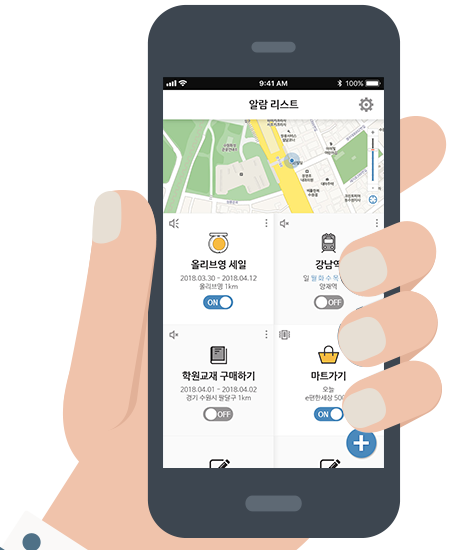 9:41 AM 100%
알람 리스트
올리브영 세일
2018.03.30 ~ 2018.04.12
올리브영 1km
ON
강남역
일 월 화 수 목
양재역
OFF
학원교재 구매하기
2018.04.01 ~ 2018.04.02
경기 수원시 팔달구 1km
OFF
마트가기
오늘
e편한세상 500
ON